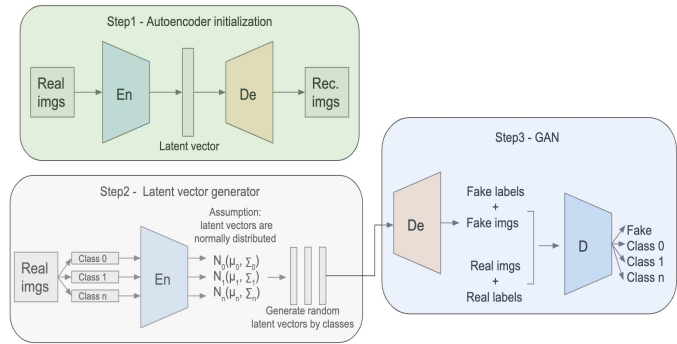 Step1 - Autoencoder initialization
Real
imgs
En
De
Rec.
imgs
Latent vector
Step2 - Latent vector generator
Assumption:
latent vectors are
normally distributed
Real
imgs
Class 0
Class 1
Class n
En
N₀(μ₀, Σ₀)
N₁(μ₁, Σ₁)
Nₙ(μₙ, Σₙ)
Generate random
latent vectors by classes
Step3 - GAN
De
Fake labels
+
Fake imgs
Real imgs
+
Real labels
D
Fake
Class 0
Class 1
Class n